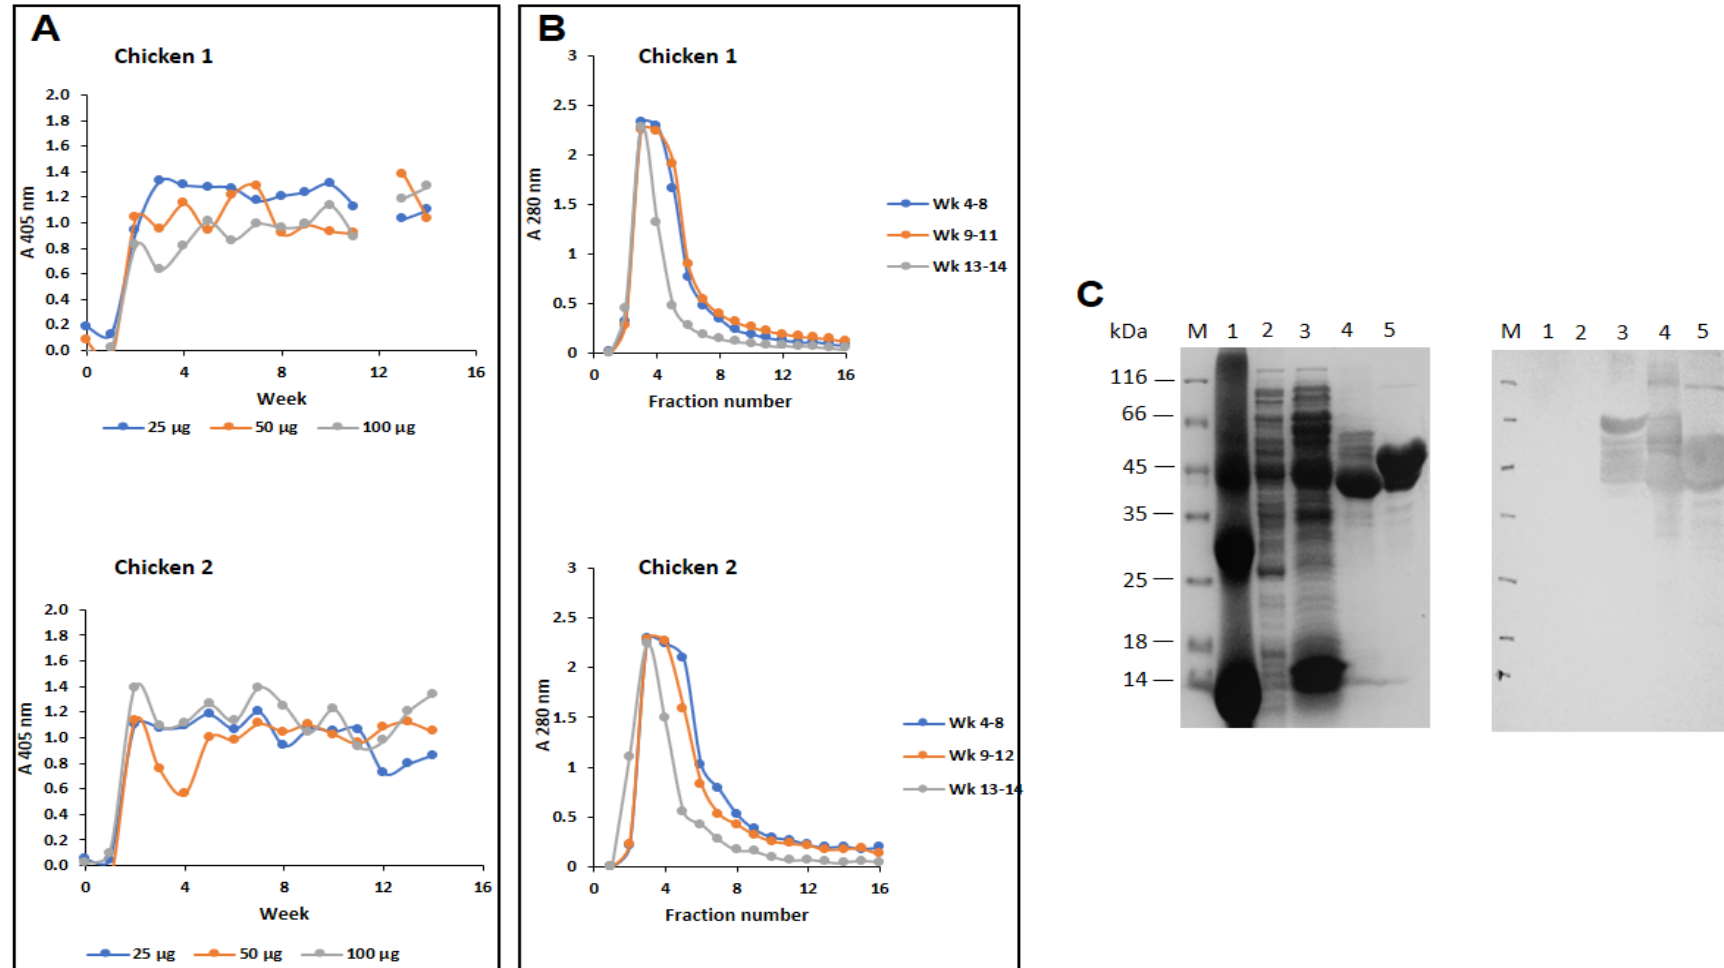 A
Chicken 1
2.0
1.8
1.6
1.4
1.2
1.0
0.8
0.6
0.4
0.2
0.0
A 405 nm
0 4 8 12 16
Week
25 µg 50 µg 100 µg
Chicken 2
2.0
1.8
1.6
1.4
1.2
1.0
0.8
0.6
0.4
0.2
0.0
A 405 nm
0 4 8 12 16
Week
25 µg 50 µg 100 µg
B
Chicken 1
3
2.5
2
1.5
1
0.5
0
A 280 nm
0 4 8 12 16
Fraction number
Wk 4-8
Wk 9-11
Wk 13-14
Chicken 2
3
2.5
2
1.5
1
0.5
0
A 280 nm
0 4 8 12 16
Fraction number
Wk 4-8
Wk 9-12
Wk 13-14
C
kDa M 1 2 3 4 5
116
66
45
35
25
18
14
M 1 2 3 4 5